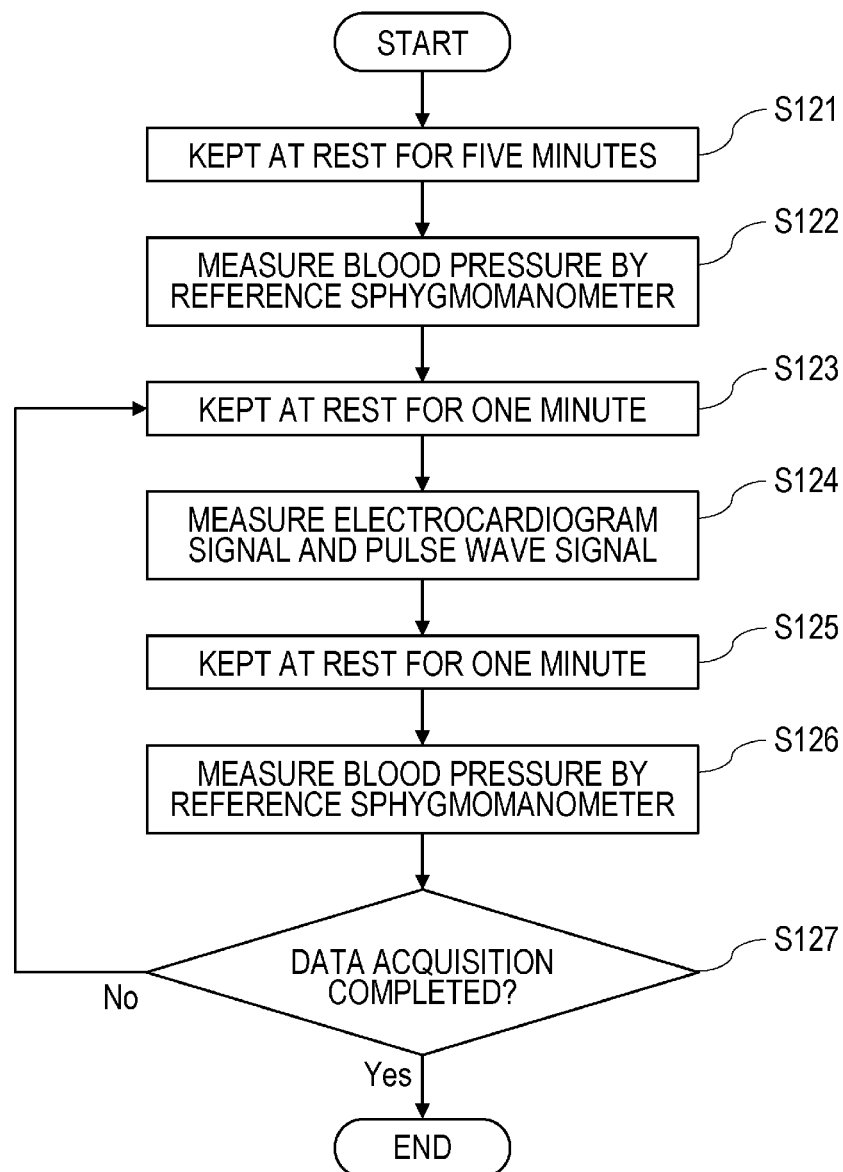 START
S121
KEPT AT REST FOR FIVE MINUTES
S122
MEASURE BLOOD PRESSURE BY
REFERENCE SPHYGMOMANOMETER
S123
KEPT AT REST FOR ONE MINUTE
S124
MEASURE ELECTROCARDIOGRAM
SIGNAL AND PULSE WAVE SIGNAL
S125
KEPT AT REST FOR ONE MINUTE
S126
MEASURE BLOOD PRESSURE BY
REFERENCE SPHYGMOMANOMETER
S127
DATA ACQUISITION
COMPLETED?
No
Yes
END